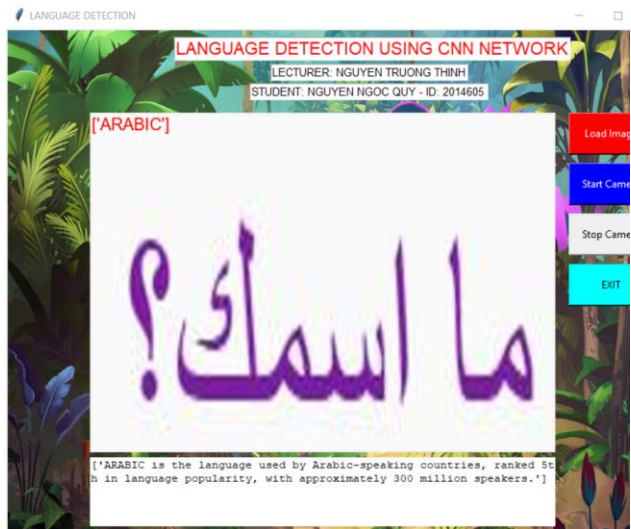 LANGUAGE DETECTION
LANGUAGE DETECTION USING CNN NETWORK
LECTURER: NGUYEN TRUONG THINH
STUDENT: NGUYEN NGOC QUY - ID: 2014605
['ARABIC']
Load Imag
Start Came
Stop Came
EXIT
ما اسمك؟
['ARABIC is the language used by Arabic-speaking countries, ranked 5t
h in language popularity, with approximately 300 million speakers.']